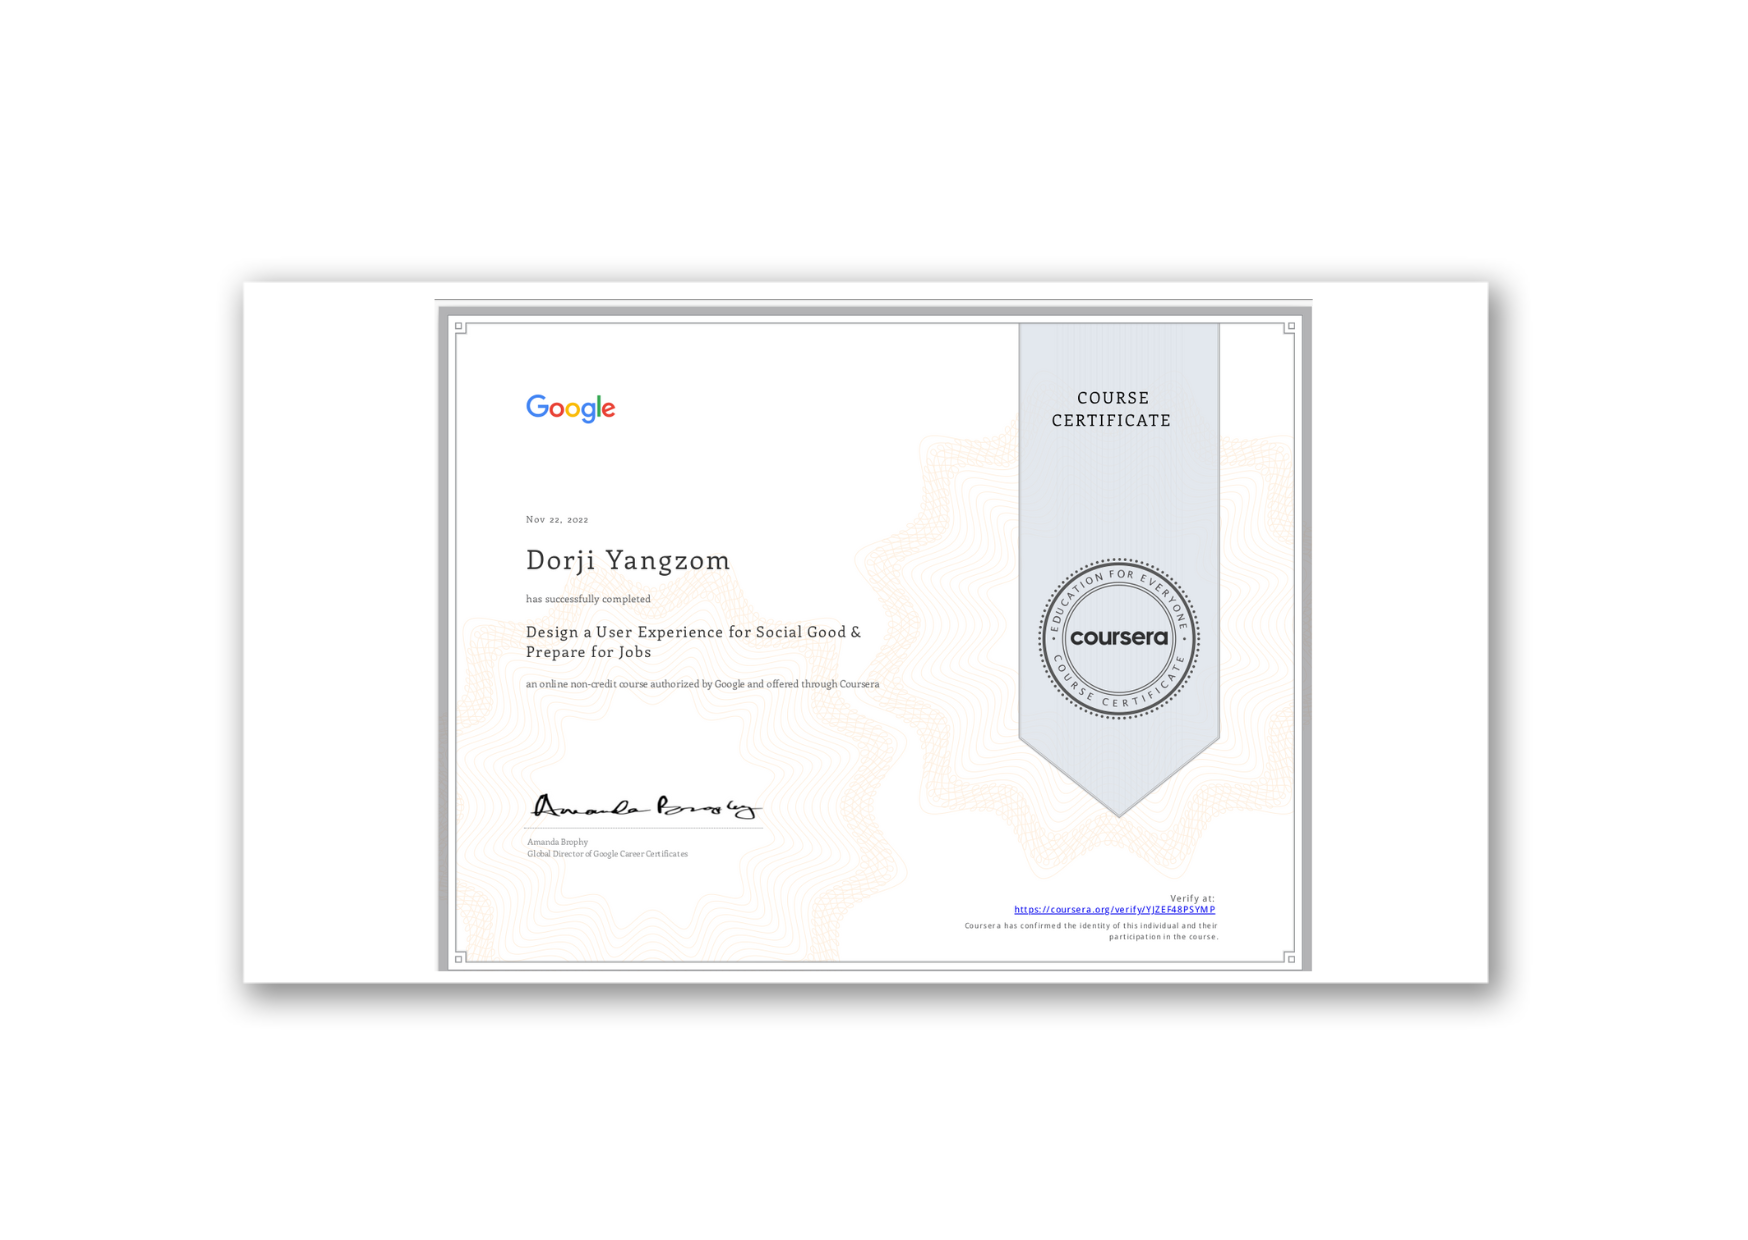 Google
COURSE
CERTIFICATE
Nov 22, 2022
Dorji Yangzom
has successfully completed
Design a User Experience for Social Good &
Prepare for Jobs
an online non-credit course authorized by Google and offered through Coursera
EDUCATION FOR EVERYONE
coursera
COURSE CERTIFICATE
Amanda Brophy
Amanda Brophy
Global Director of Google Career Certificates
Verify at:
https://coursera.org/verify/YJZEF48PSYMP
Coursera has confirmed the identity of this individual and their
participation in the course.